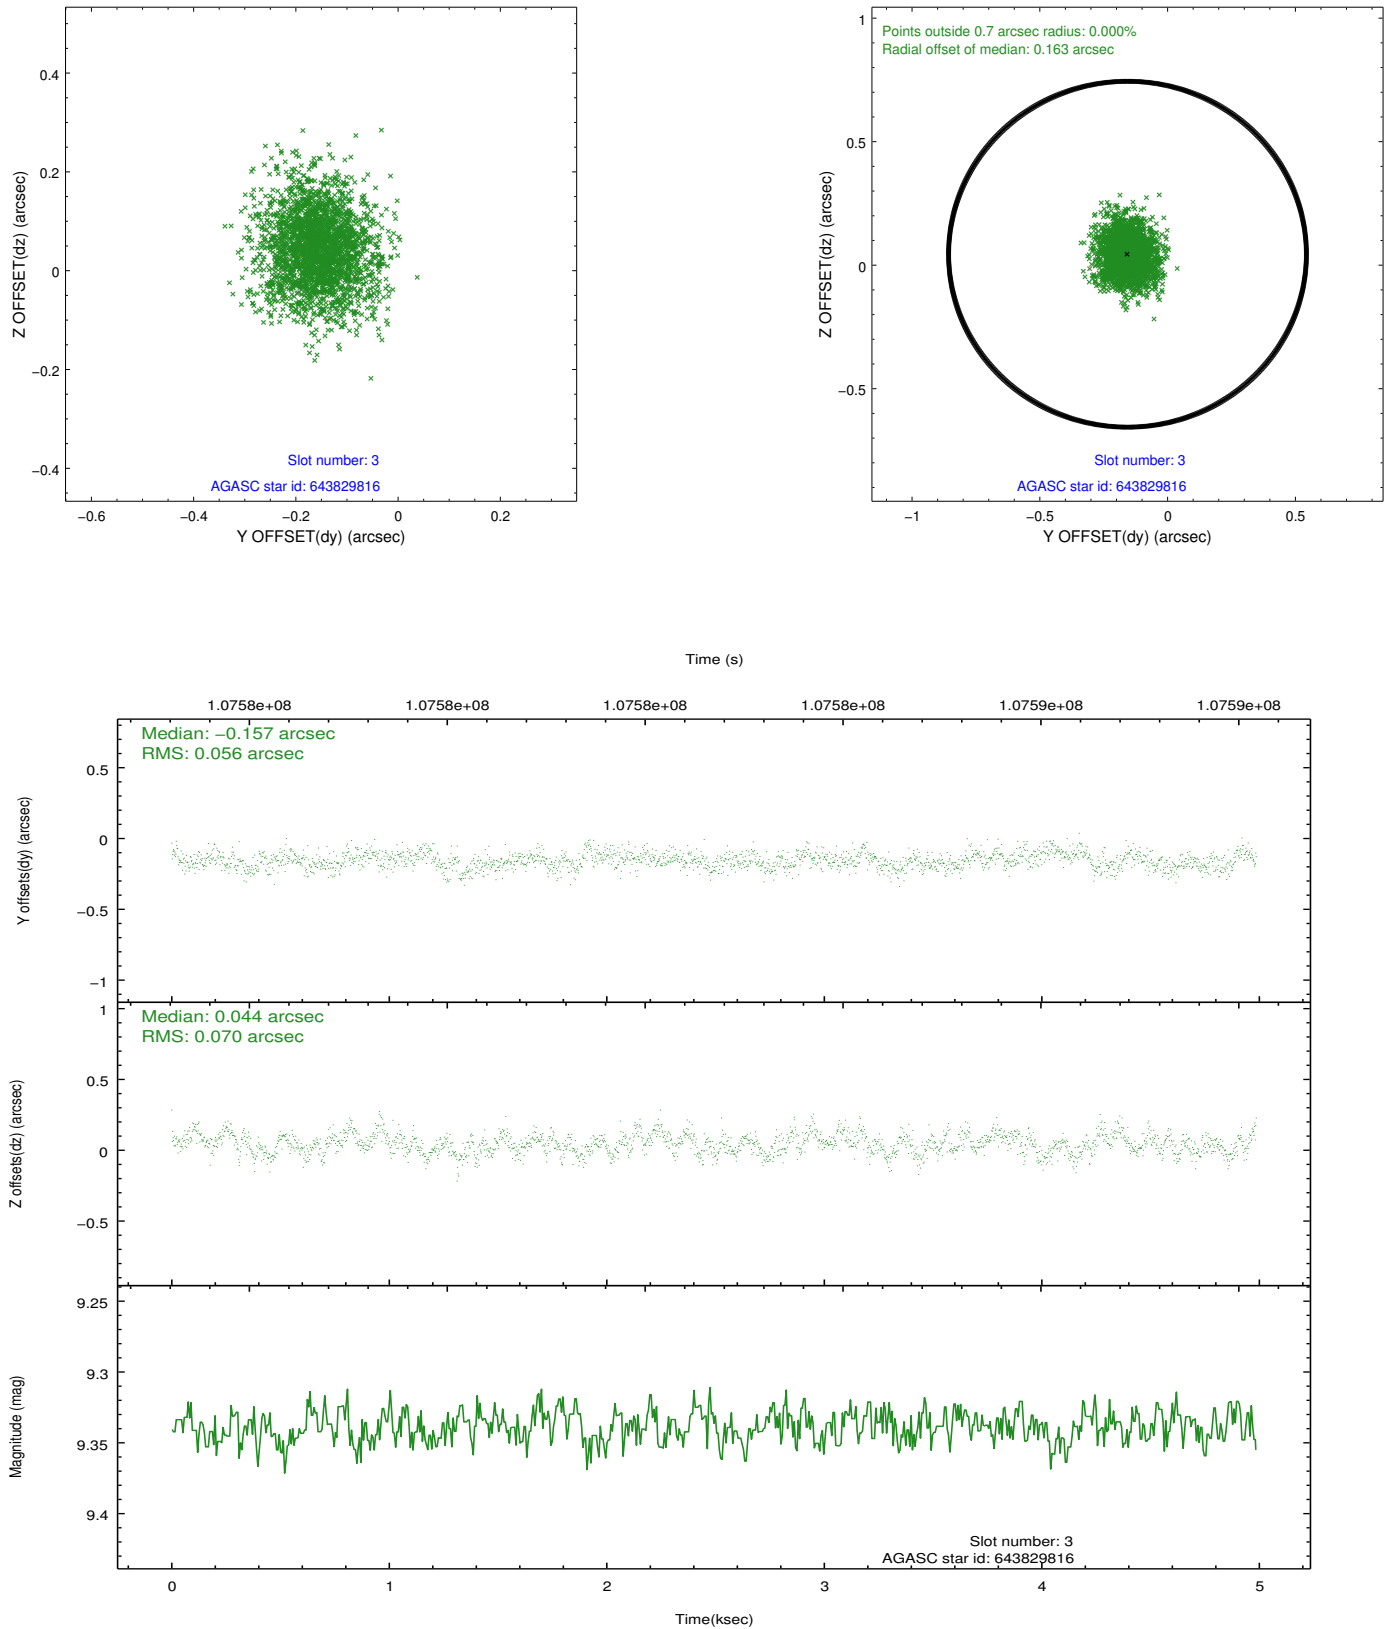 0.4
0.2
0
−0.2
−0.4
Z OFFSET(dz) (arcsec)
Slot number: 3
AGASC star id: 643829816
−0.6 −0.4 −0.2 0 0.2
Y OFFSET(dy) (arcsec)
Points outside 0.7 arcsec radius: 0.000%
Radial offset of median: 0.163 arcsec
1
0.5
0
−0.5
Z OFFSET(dz) (arcsec)
Slot number: 3
AGASC star id: 643829816
−1 −0.5 0 0.5
Y OFFSET(dy) (arcsec)
Time (s)
1.0758e+08 1.0758e+08 1.0758e+08 1.0758e+08 1.0759e+08 1.0759e+08
Median: −0.157 arcsec
RMS: 0.056 arcsec
0.5
0
−0.5
−1
Y offsets(dy) (arcsec)
Median: 0.044 arcsec
RMS: 0.070 arcsec
1
0.5
0
−0.5
Z offsets(dz) (arcsec)
9.25
9.3
9.35
9.4
Magnitude (mag)
Slot number: 3
AGASC star id: 643829816
0 1 2 3 4 5
Time(ksec)